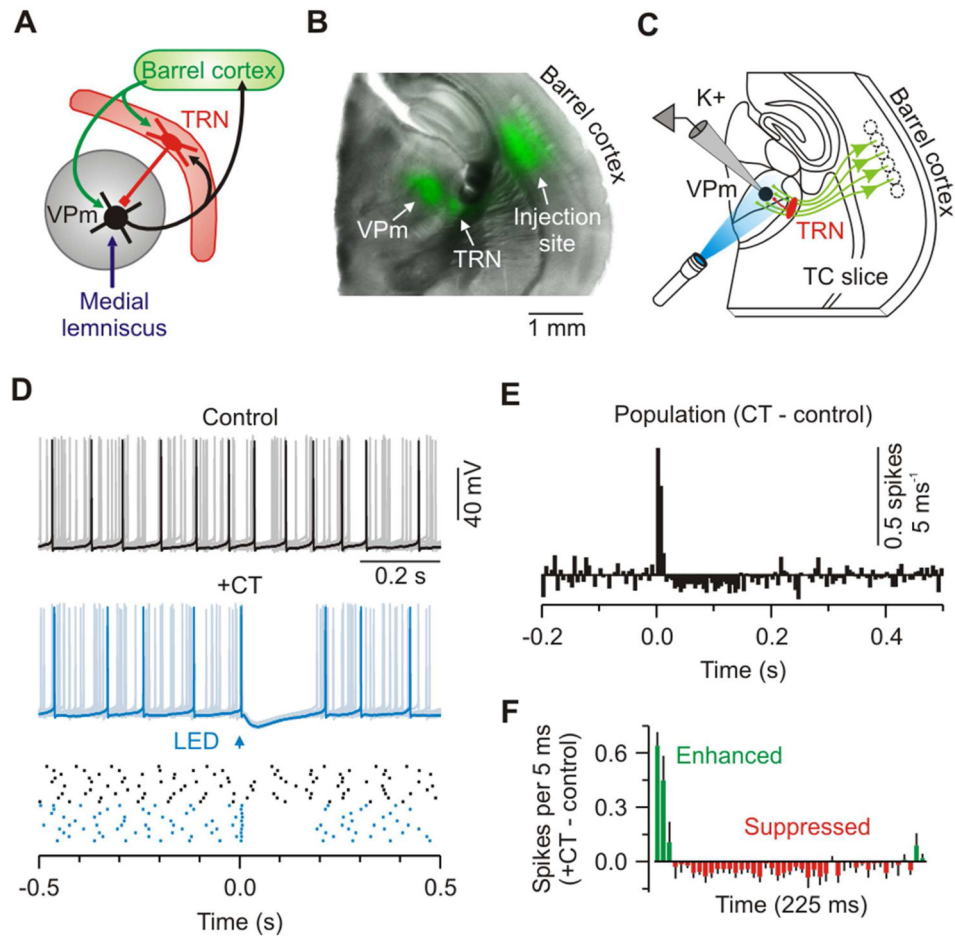 A
Barrel cortex
TRN
VPm
Medial
lemniscus
B
Barrel cortex
VPm
TRN
Injection
site
1 mm
C
K+
VPm
TRN
TC slice
Barrel cortex
D
Control
40 mV
0.2 s
+CT
LED
-0.5
0.0
0.5
Time (s)
E
Population (CT - control)
0.5 spikes
5 ms⁻¹
-0.2
0.0
0.2
0.4
Time (s)
F
Spikes per 5 ms
(+CT - control)
0.6
0.3
0.0
Enhanced
Suppressed
Time (225 ms)